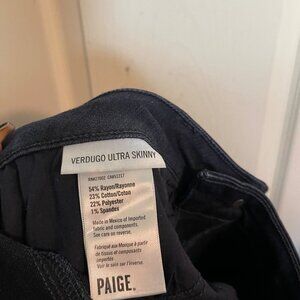 VERDUGO ULTRA SKINNY
54% Rayon/Rayonne
23% Cotton/Coton
22% Polyester
1% Spandex
Made in Mexico of imported
fabric and components.
See care on reverse.
Fabriqué aux Mexique à partir
de tissus et composants
importés
Voir le soin sur l'inverse.
PAIGE.